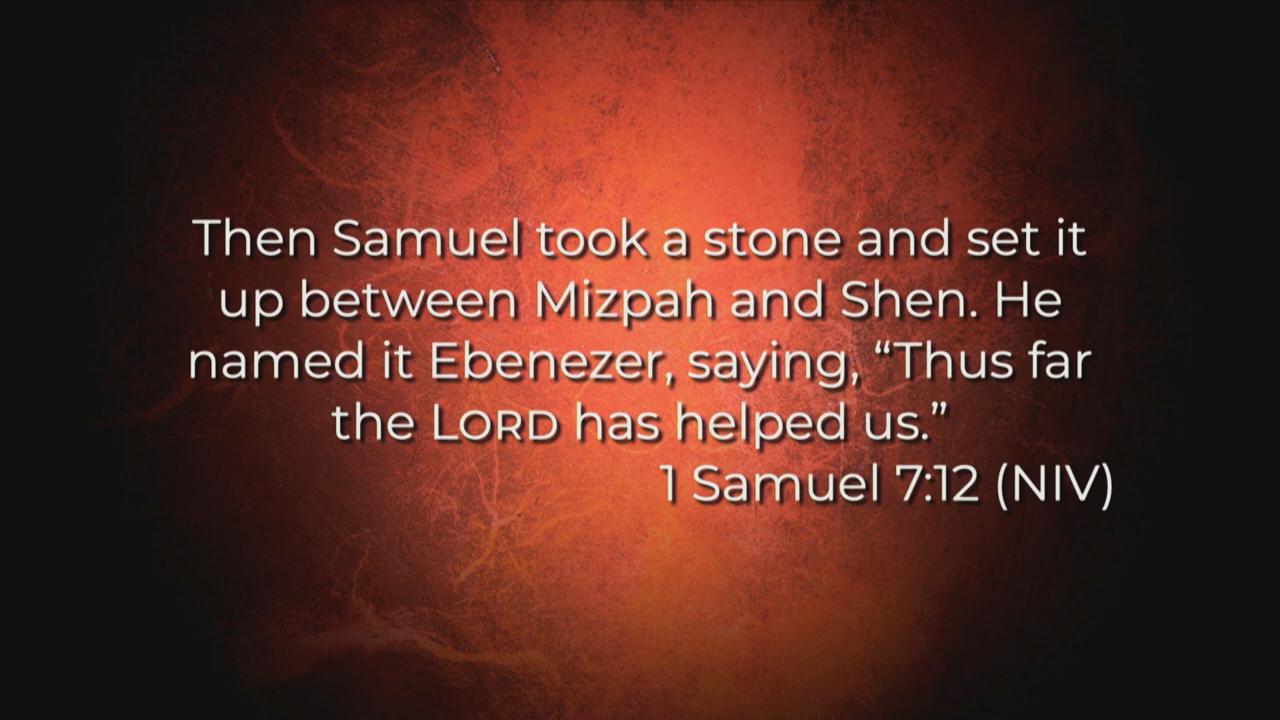 Then Samuel took a stone and set it
up between Mizpah and Shen. He
named it Ebenezer, saying, “Thus far
the LORD has helped us.”
1 Samuel 7:12 (NIV)